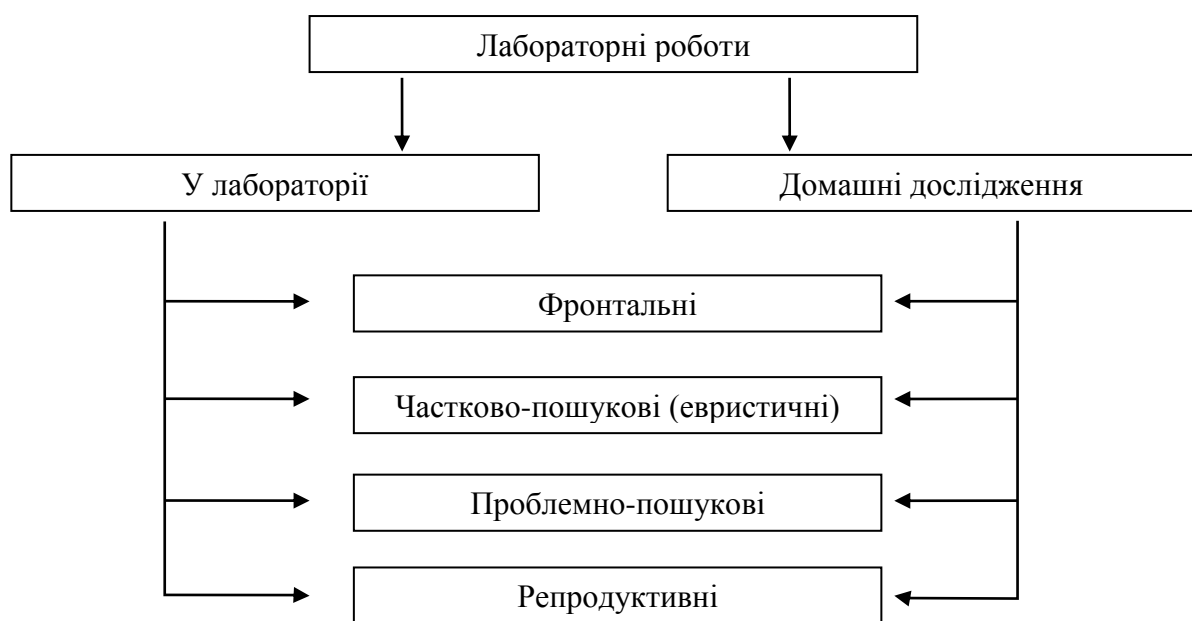 Лабораторні роботи
У лабораторії
Домашні дослідження
Фронтальні
Частково-пошукові (евристичні)
Проблемно-пошукові
Репродуктивні